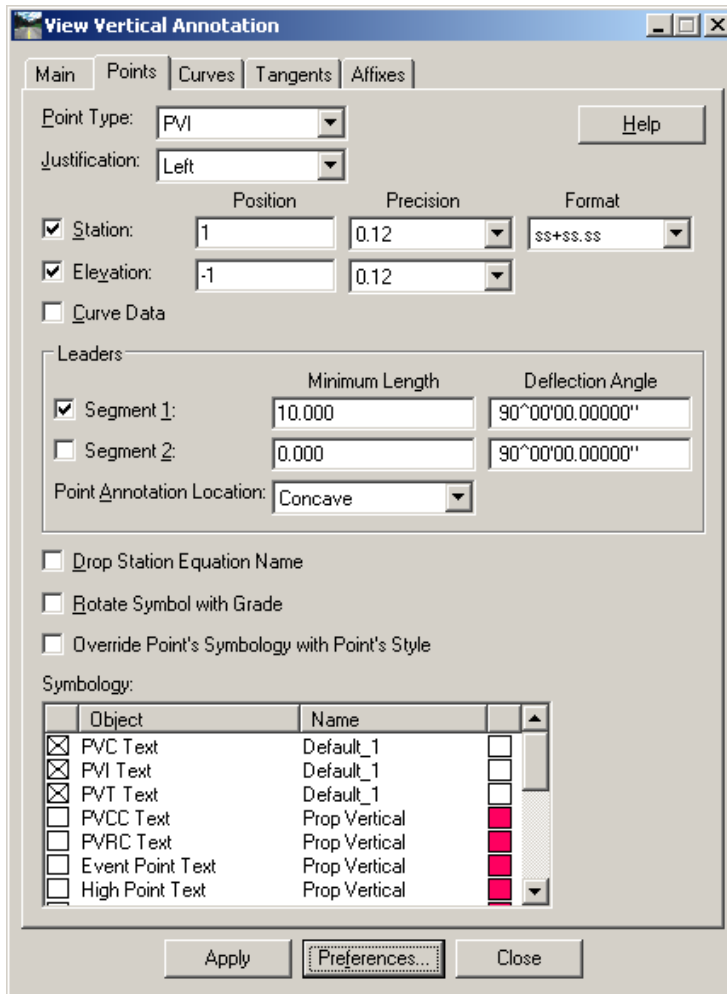 View Vertical Annotation
Main Points Curves Tangents Affixes
Point Type: PVI Help
Justification: Left
Position Precision Format
Station: 1 0.12 ss+ss.ss
Elevation: -1 0.12
Curve Data
Leaders
Minimum Length Deflection Angle
Segment 1: 10.000 90^00'00.00000"
Segment 2: 0.000 90^00'00.00000"
Point Annotation Location: Concave
Drop Station Equation Name
Rotate Symbol with Grade
Override Point's Symbology with Point's Style
Symbology:
Object Name
PVC Text Default_1
PVI Text Default_1
PVT Text Default_1
PVCC Text Prop Vertical
PVRC Text Prop Vertical
Event Point Text Prop Vertical
High Point Text Prop Vertical
Apply Preferences... Close